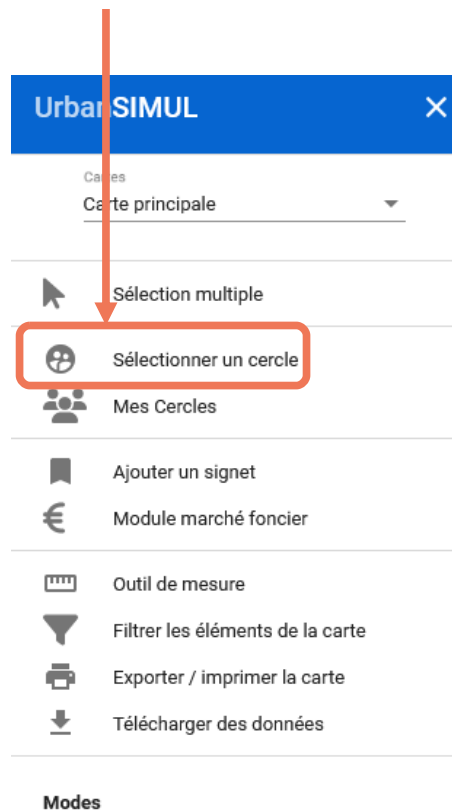 UrbanSIMUL
Cartes
Carte principale
Sélection multiple
Sélectionner un cercle
Mes Cercles
Ajouter un signet
€ Module marché foncier
Outil de mesure
Filtrer les éléments de la carte
Exporter / imprimer la carte
Télécharger des données
Modes